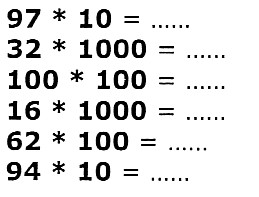 97 * 10 = ......
32 * 1000 = ......
100 * 100 = ......
16 * 1000 = ......
62 * 100 = ......
94 * 10 = ......